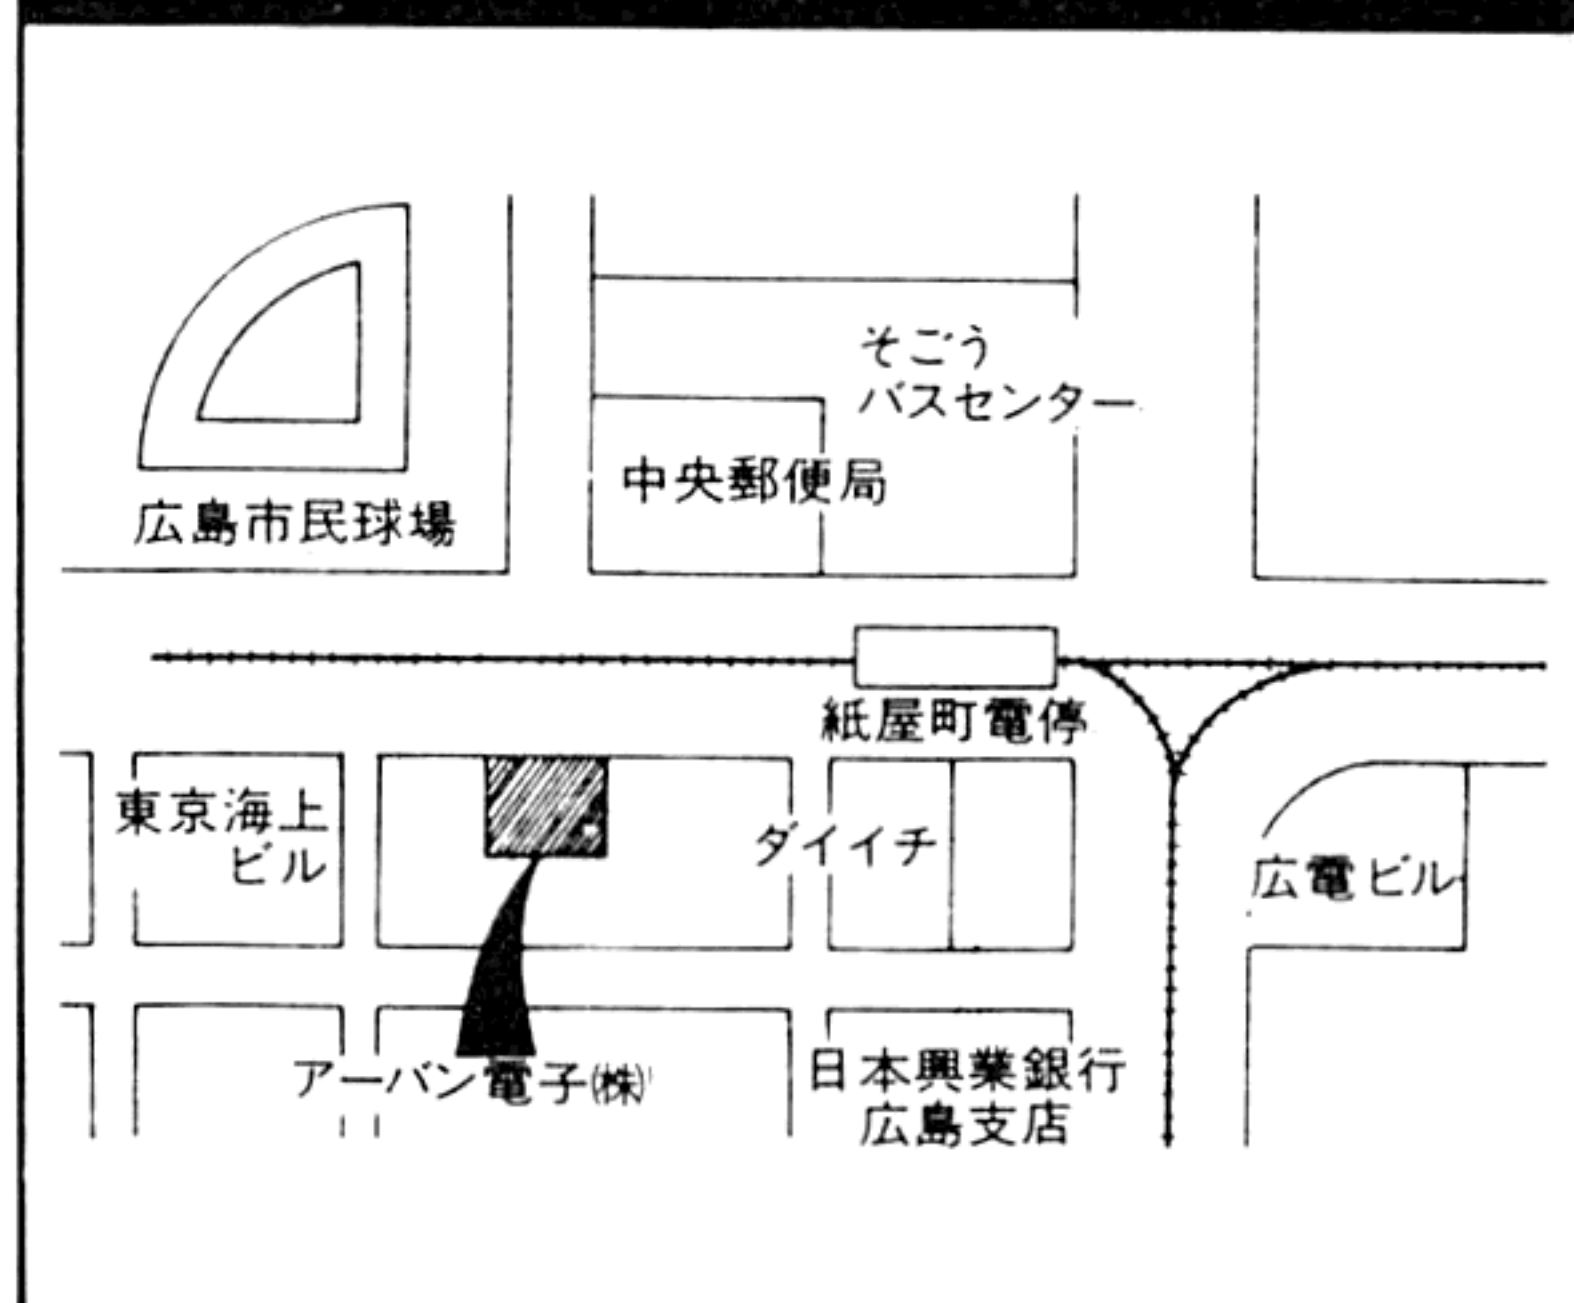 そごう
バスセンター
中央郵便局
広島市民球場
紙屋町電停
東京海上
ビル
ダイイチ
広電ビル
アーバン電子㈱
日本興業銀行
広島支店